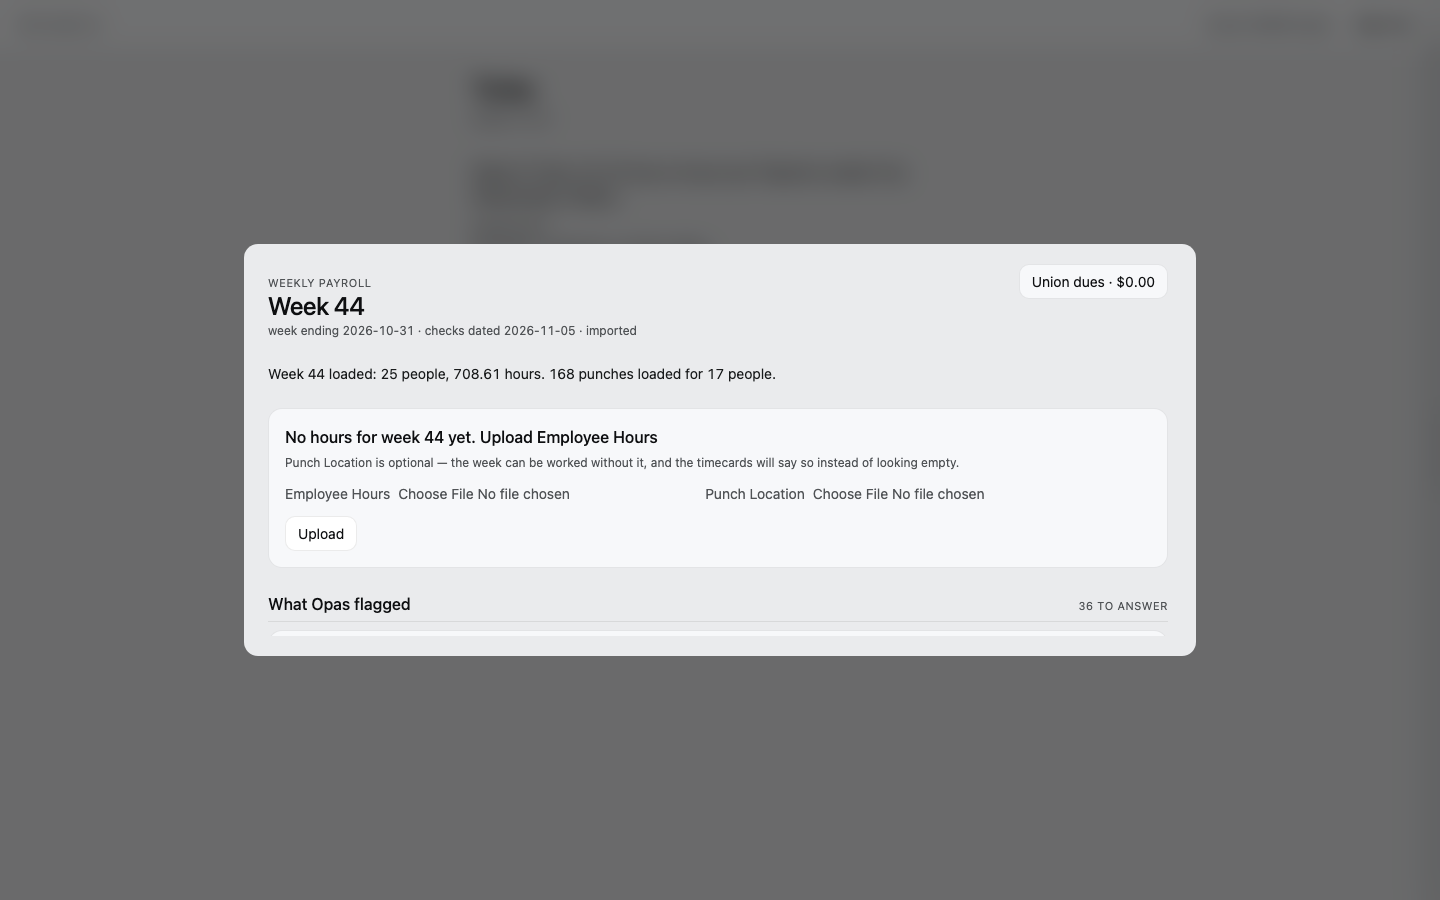 WEEKLY PAYROLL
Week 44
week ending 2026-10-31 · checks dated 2026-11-05 · imported
Union dues · $0.00
Week 44 loaded: 25 people, 708.61 hours. 168 punches loaded for 17 people.
No hours for week 44 yet. Upload Employee Hours
Punch Location is optional — the week can be worked without it, and the timecards will say so instead of looking empty.
Employee Hours Choose File No file chosen
Punch Location Choose File No file chosen
Upload
What Opas flagged
36 TO ANSWER